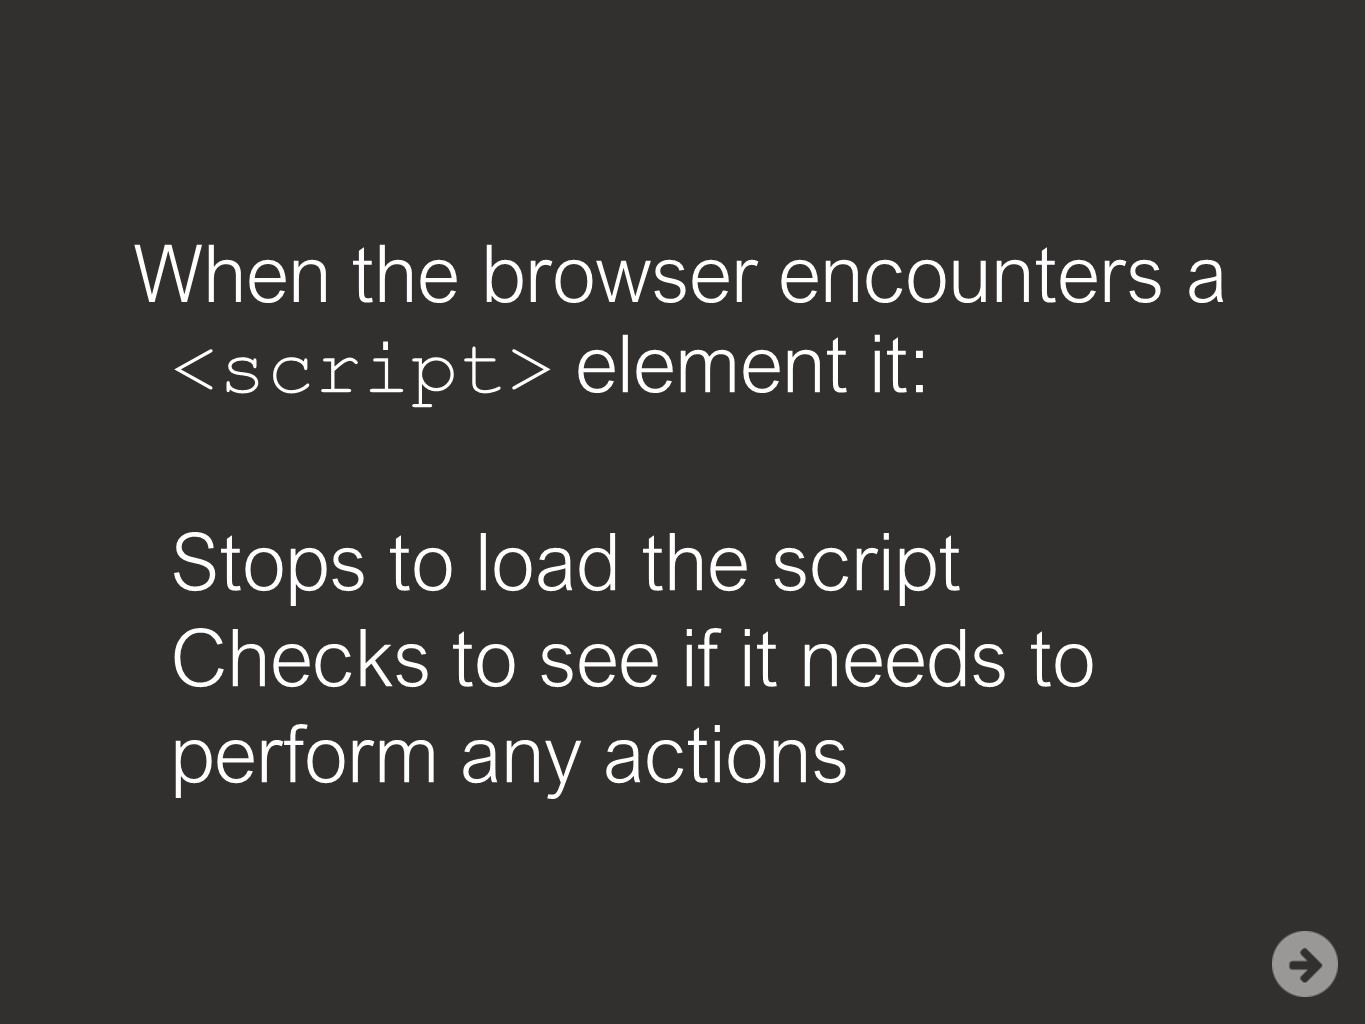 When the browser encounters a
<script> element it:
Stops to load the script
Checks to see if it needs to
perform any actions